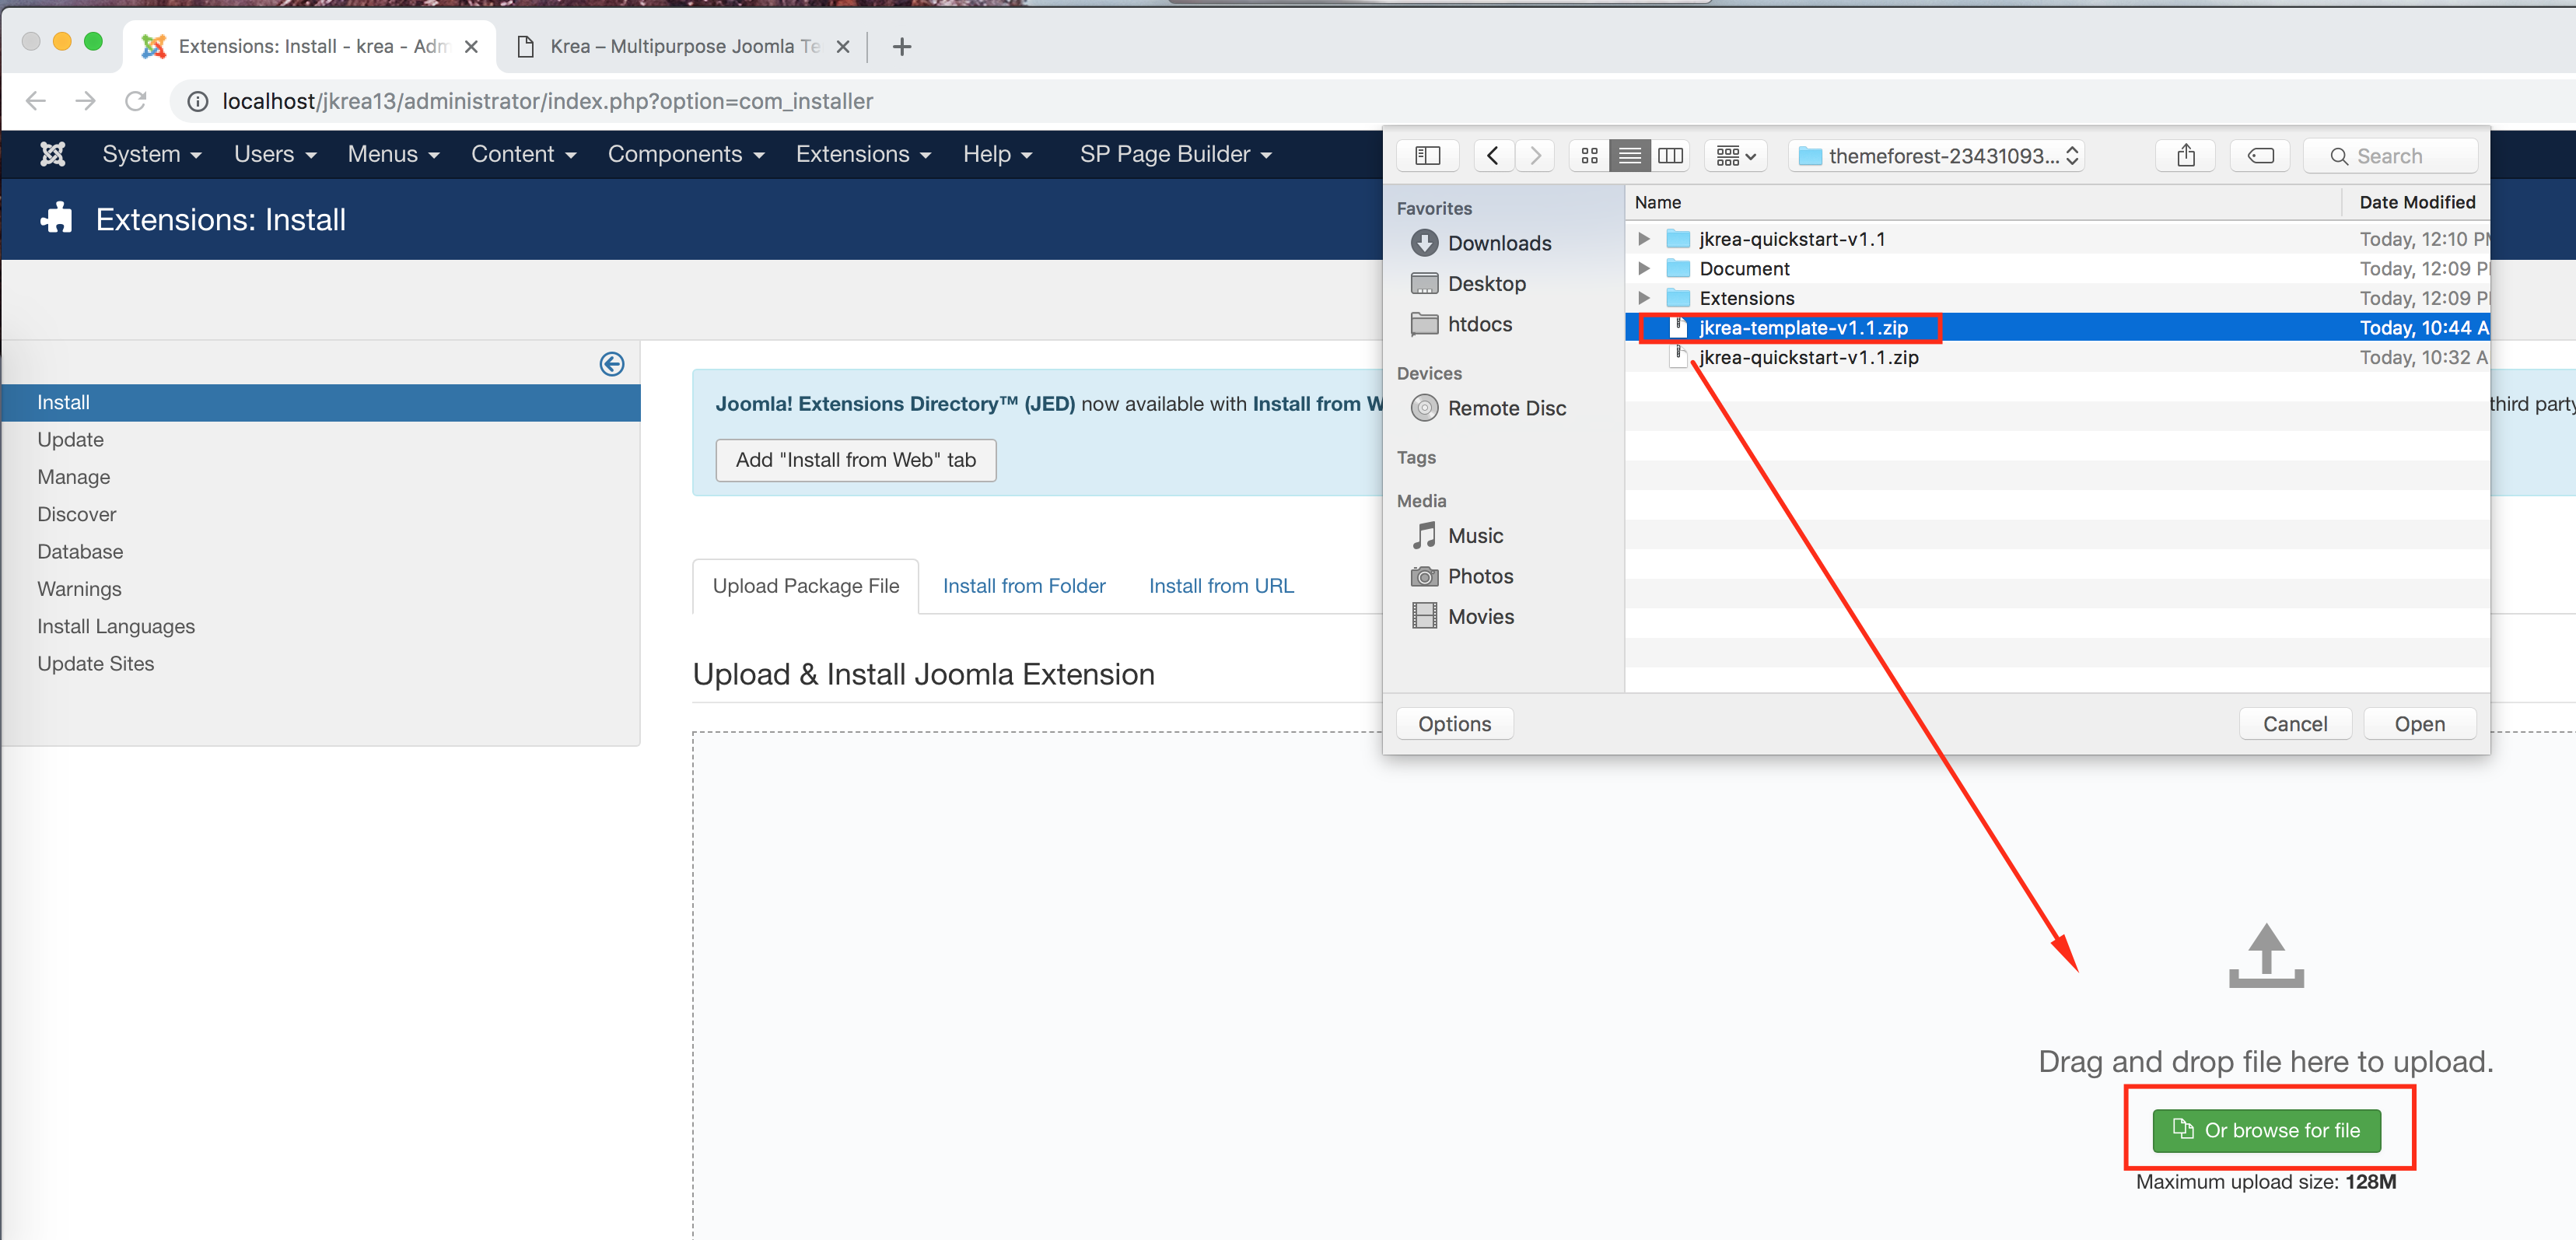 Extensions: Install - krea - Adm
Krea – Multipurpose Joomla Te
localhost/jkrea13/administrator/index.php?option=com_installer
System Users Menus Content Components Extensions Help SP Page Builder
Extensions: Install
Install
Update
Manage
Discover
Database
Warnings
Install Languages
Update Sites
Joomla! Extensions Directory™ (JED) now available with Install from W
third party
Add "Install from Web" tab
Upload Package File Install from Folder Install from URL
Upload & Install Joomla Extension
themeforest-23431093... Search
Favorites
Downloads
Desktop
htdocs
Devices
Remote Disc
Tags
Media
Music
Photos
Movies
Name Date Modified
jkrea-quickstart-v1.1 Today, 12:10 PM
Document Today, 12:09 P
Extensions Today, 12:09 P
jkrea-template-v1.1.zip Today, 10:44 A
jkrea-quickstart-v1.1.zip Today, 10:32 A
Options Cancel Open
Drag and drop file here to upload.
Or browse for file
Maximum upload size: 128M